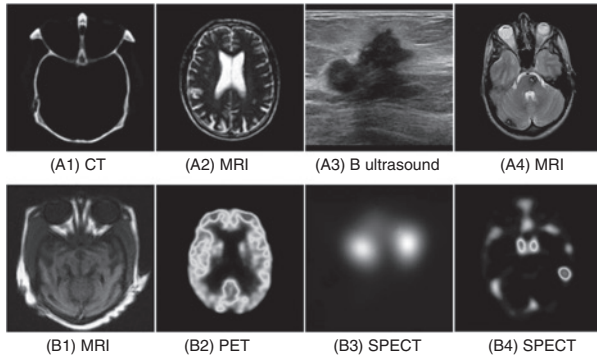 (A1) CT
(A2) MRI
(A3) B ultrasound
(A4) MRI
(B1) MRI
(B2) PET
(B3) SPECT
(B4) SPECT